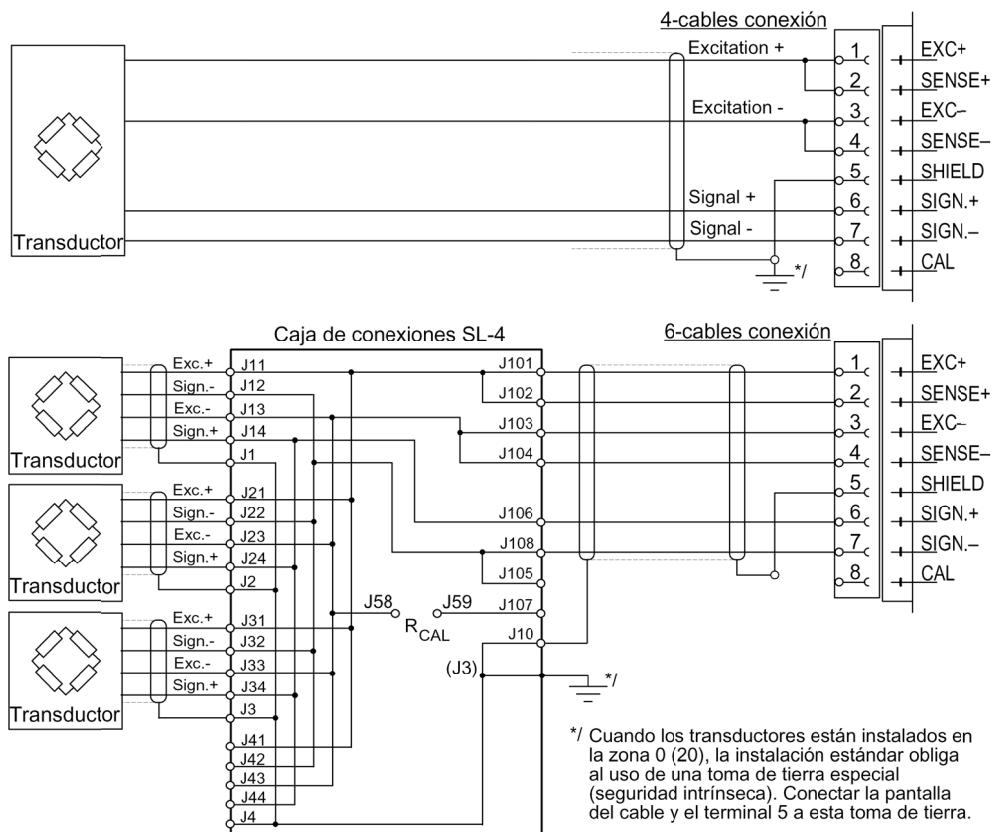 4-cables conexión
Excitation +
1
EXC+
2
SENSE+
Excitation -
3
EXC–
4
SENSE–
5
SHIELD
Signal +
6
SIGN.+
Signal -
7
SIGN.–
8
CAL
Transductor
*/
Caja de conexiones SL-4
6-cables conexión
Exc.+
J11
J101
1
EXC+
Sign.-
J12
J102
2
SENSE+
Exc.-
J13
J103
3
EXC–
Sign.+
J14
J104
4
SENSE–
Transductor
J1
5
SHIELD
Exc.+
J21
J106
6
SIGN.+
Sign.-
J22
Exc.-
J23
J108
7
SIGN.–
Sign.+
J24
J105
8
CAL
Transductor
J2
J58
J59
J107
RCAL
Exc.+
J31
J10
Sign.-
J32
Exc.-
J33
(J3)
*/
Sign.+
J34
Transductor
J3
J41
J42
J43
J44
J4
*/ Cuando los transductores están instalados en
la zona 0 (20), la instalación estándar obliga
al uso de una toma de tierra especial
(seguridad intrínseca). Conectar la pantalla
del cable y el terminal 5 a esta toma de tierra.